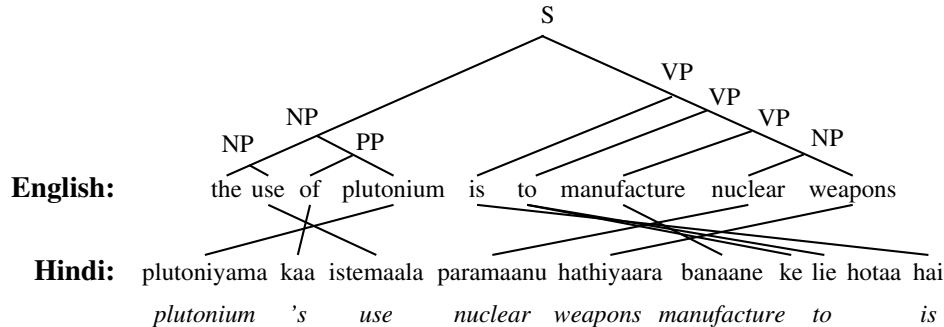 S
VP
VP
NP VP
NP PP NP
English: the use of plutonium is to manufacture nuclear weapons
Hindi: plutoniyama kaa istemaala paramaanu hathiyaara banaane ke lie hotaa hai
plutonium 's use nuclear weapons manufacture to is